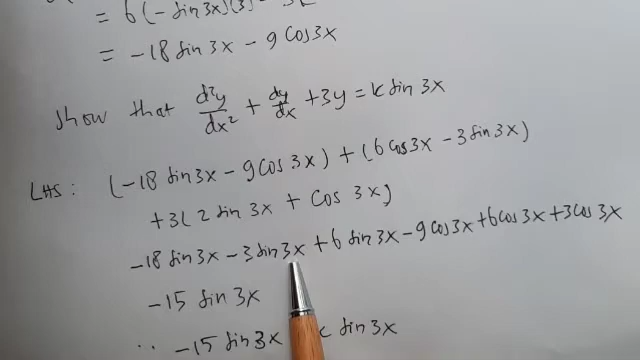 = 6(-sin 3x)(3) -
= -18 sin 3x - 9 cos 3x
Show that d²y/dx² + dy/dx + 3y = k sin 3x
LHS : (-18 sin 3x - 9 cos 3x) + (6 cos 3x - 3 sin 3x)
+ 3(2 sin 3x + cos 3x)
-18 sin 3x - 3 sin 3x + 6 sin 3x - 9 cos 3x + 6 cos 3x + 3 cos 3x
-15 sin 3x
∴ -15 sin 3x k sin 3x